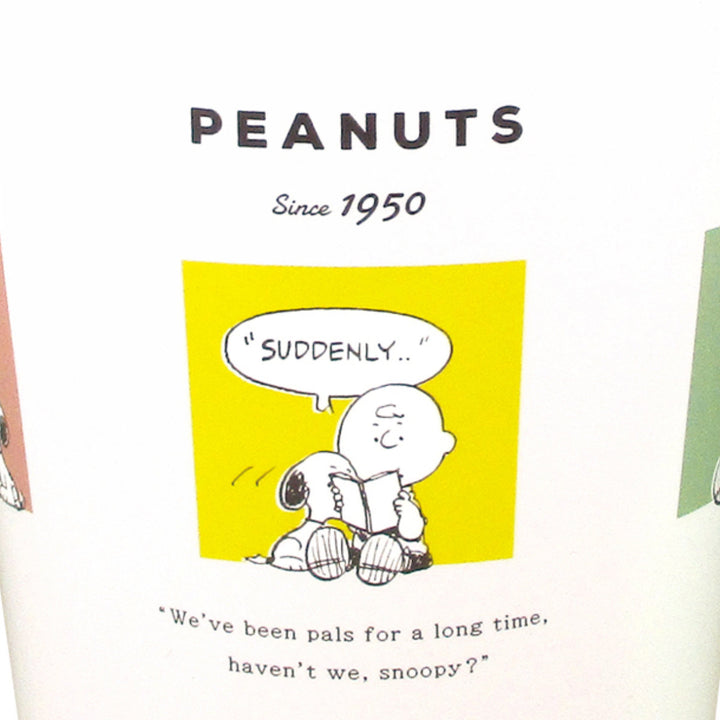 PEANUTS
Since 1950
"SUDDENLY.."
"We've been pals for a long time,
haven't we, snoopy?"